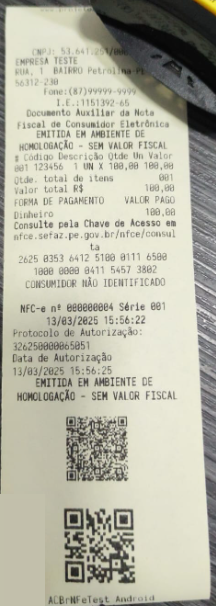 CNPJ: 53.641.251/000
EMPRESA TESTE
RUA, 1 BAIRRO Petrolina-P
56312-230
Fone:(87)99999-9999
I.E.:1151392-65
Documento Auxiliar da Nota
Fiscal de Consumidor Eletrônica
EMITIDA EM AMBIENTE DE
HOMOLOGAÇÃO - SEM VALOR FISCAL
# Código Descrição Qtde Un Valor
001 123456 1 UN X 100,00 100,00
Qtde. total de itens 001
Valor total R$ 100,00
FORMA DE PAGAMENTO VALOR PAGO
Dinheiro 100,00
Consulte pela Chave de Acesso em
nfce.sefaz.pe.gov.br/nfce/consul
ta
2625 0353 6412 5100 0111 6500
1000 0000 0411 5457 3802
CONSUMIDOR NÃO IDENTIFICADO
NFC-e nº 000000004 Série 001
13/03/2025 15:56:22
Protocolo de Autorização:
326250000065051
Data de Autorização
13/03/2025 15:56:25
EMITIDA EM AMBIENTE DE
HOMOLOGAÇÃO - SEM VALOR FISCAL
ACBrNFeTest Android